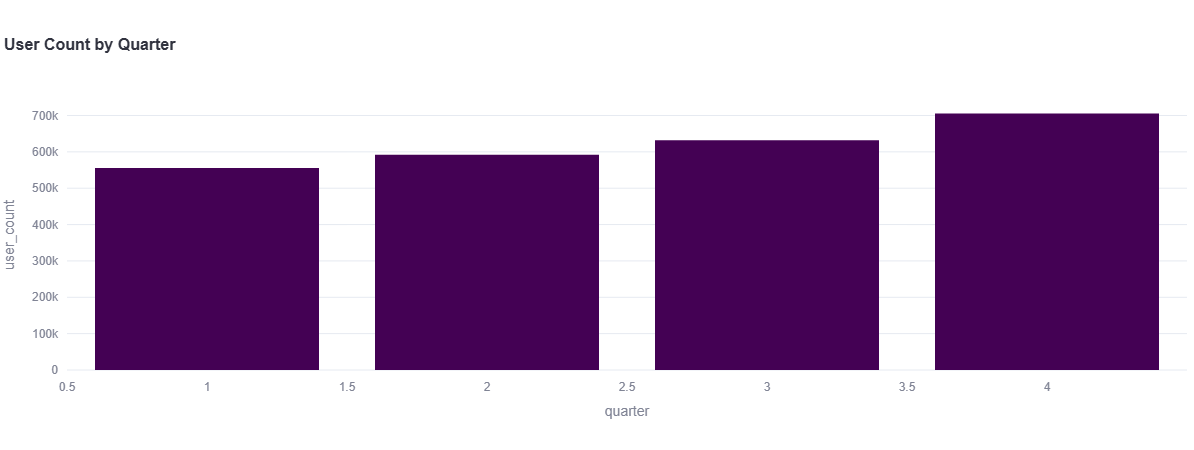 User Count by Quarter
700k
600k
500k
400k
300k
200k
100k
0
user_count
0.5 1 1.5 2 2.5 3 3.5 4
quarter